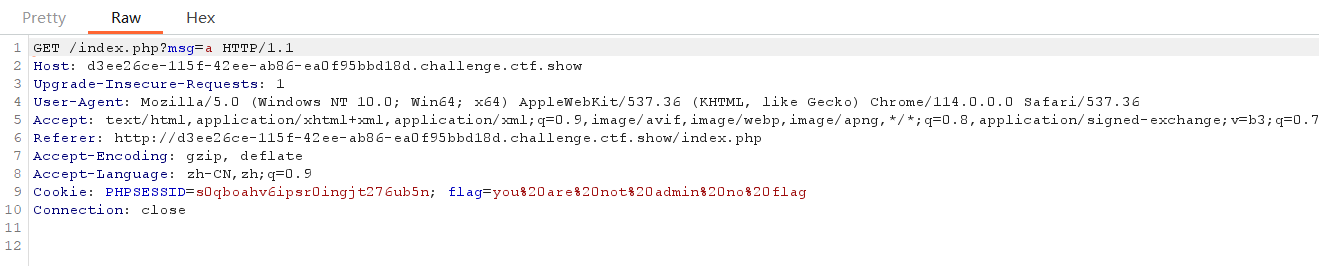 Pretty Raw Hex
1 GET /index.php?msg=a HTTP/1.1
2 Host: d3ee26ce-115f-42ee-ab86-ea0f95bbd18d.challenge.ctf.show
3 Upgrade-Insecure-Requests: 1
4 User-Agent: Mozilla/5.0 (Windows NT 10.0; Win64; x64) AppleWebKit/537.36 (KHTML, like Gecko) Chrome/114.0.0.0 Safari/537.36
5 Accept: text/html,application/xhtml+xml,application/xml;q=0.9,image/avif,image/webp,image/apng,*/*;q=0.8,application/signed-exchange;v=b3;q=0.7
6 Referer: http://d3ee26ce-115f-42ee-ab86-ea0f95bbd18d.challenge.ctf.show/index.php
7 Accept-Encoding: gzip, deflate
8 Accept-Language: zh-CN,zh;q=0.9
9 Cookie: PHPSESSID=s0qboahv6ipsr0ingjt276ub5n; flag=you%20are%20not%20admin%20no%20flag
10 Connection: close
11
12